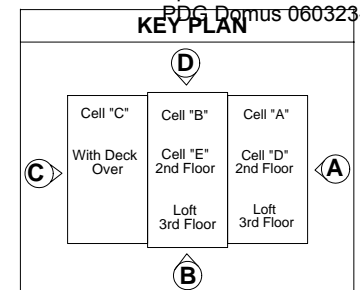 RDG Domus 060323
KEY PLAN
D
Cell "C"
Cell "B"
Cell "A"
With Deck
Over
Cell "E"
2nd Floor
Cell "D"
2nd Floor
C
A
Loft
3rd Floor
Loft
3rd Floor
B